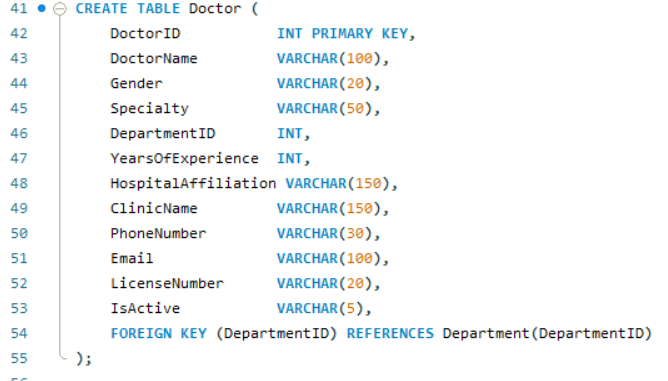 41 CREATE TABLE Doctor (
42 DoctorID INT PRIMARY KEY,
43 DoctorName VARCHAR(100),
44 Gender VARCHAR(20),
45 Specialty VARCHAR(50),
46 DepartmentID INT,
47 YearsOfExperience INT,
48 HospitalAffiliation VARCHAR(150),
49 ClinicName VARCHAR(150),
50 PhoneNumber VARCHAR(30),
51 Email VARCHAR(100),
52 LicenseNumber VARCHAR(20),
53 IsActive VARCHAR(5),
54 FOREIGN KEY (DepartmentID) REFERENCES Department(DepartmentID)
55 );